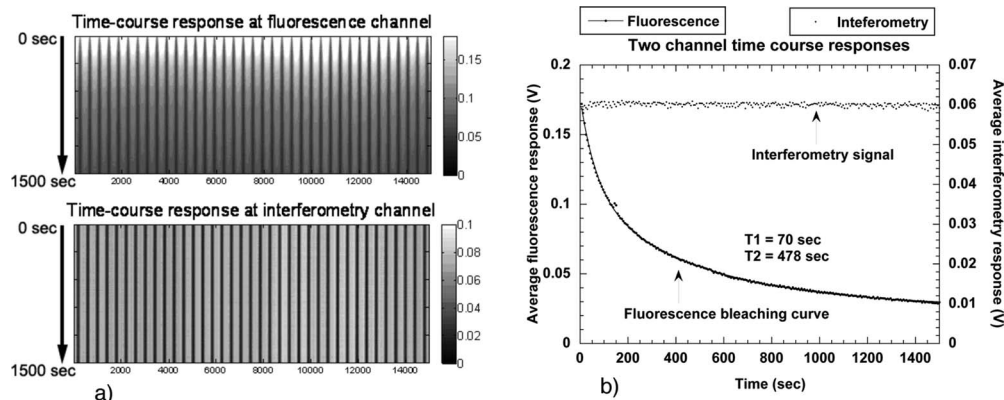 Time-course response at fluorescence channel
0 sec
1500 sec
0.15
0.1
0.05
0
2000 4000 6000 8000 10000 12000 14000
Time-course response at interferometry channel
0 sec
1500 sec
0.1
0.08
0.06
0.04
0.02
0
2000 4000 6000 8000 10000 12000 14000
a)
Fluorescence
Inteferometry
Two channel time course responses
Average fluorescence response (V)
0.2
0.15
0.1
0.05
0
0.07
0.06
0.05
0.04
0.03
0.02
0.01
0
Average interferometry response (V)
Interferometry signal
T1 = 70 sec
T2 = 478 sec
Fluorescence bleaching curve
0 200 400 600 800 1000 1200 1400
Time (sec)
b)